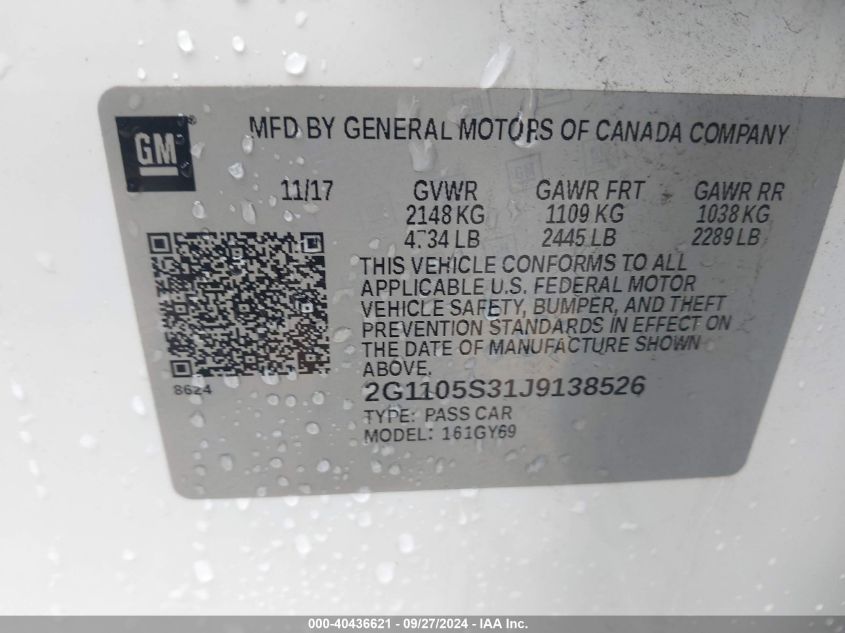 GM®
MFD BY GENERAL MOTORS OF CANADA COMPANY
11/17 GVWR GAWR FRT GAWR RR
2148 KG 1109 KG 1038 KG
4734 LB 2445 LB 2289 LB
THIS VEHICLE CONFORMS TO ALL
APPLICABLE U.S. FEDERAL MOTOR
VEHICLE SAFETY, BUMPER, AND THEFT
PREVENTION STANDARDS IN EFFECT ON
THE DATE OF MANUFACTURE SHOWN
ABOVE.
8624
2G1105S31J9138526
TYPE: PASS CAR
MODEL: 161GY69
000-40436621 - 09/27/2024 - IAA Inc.